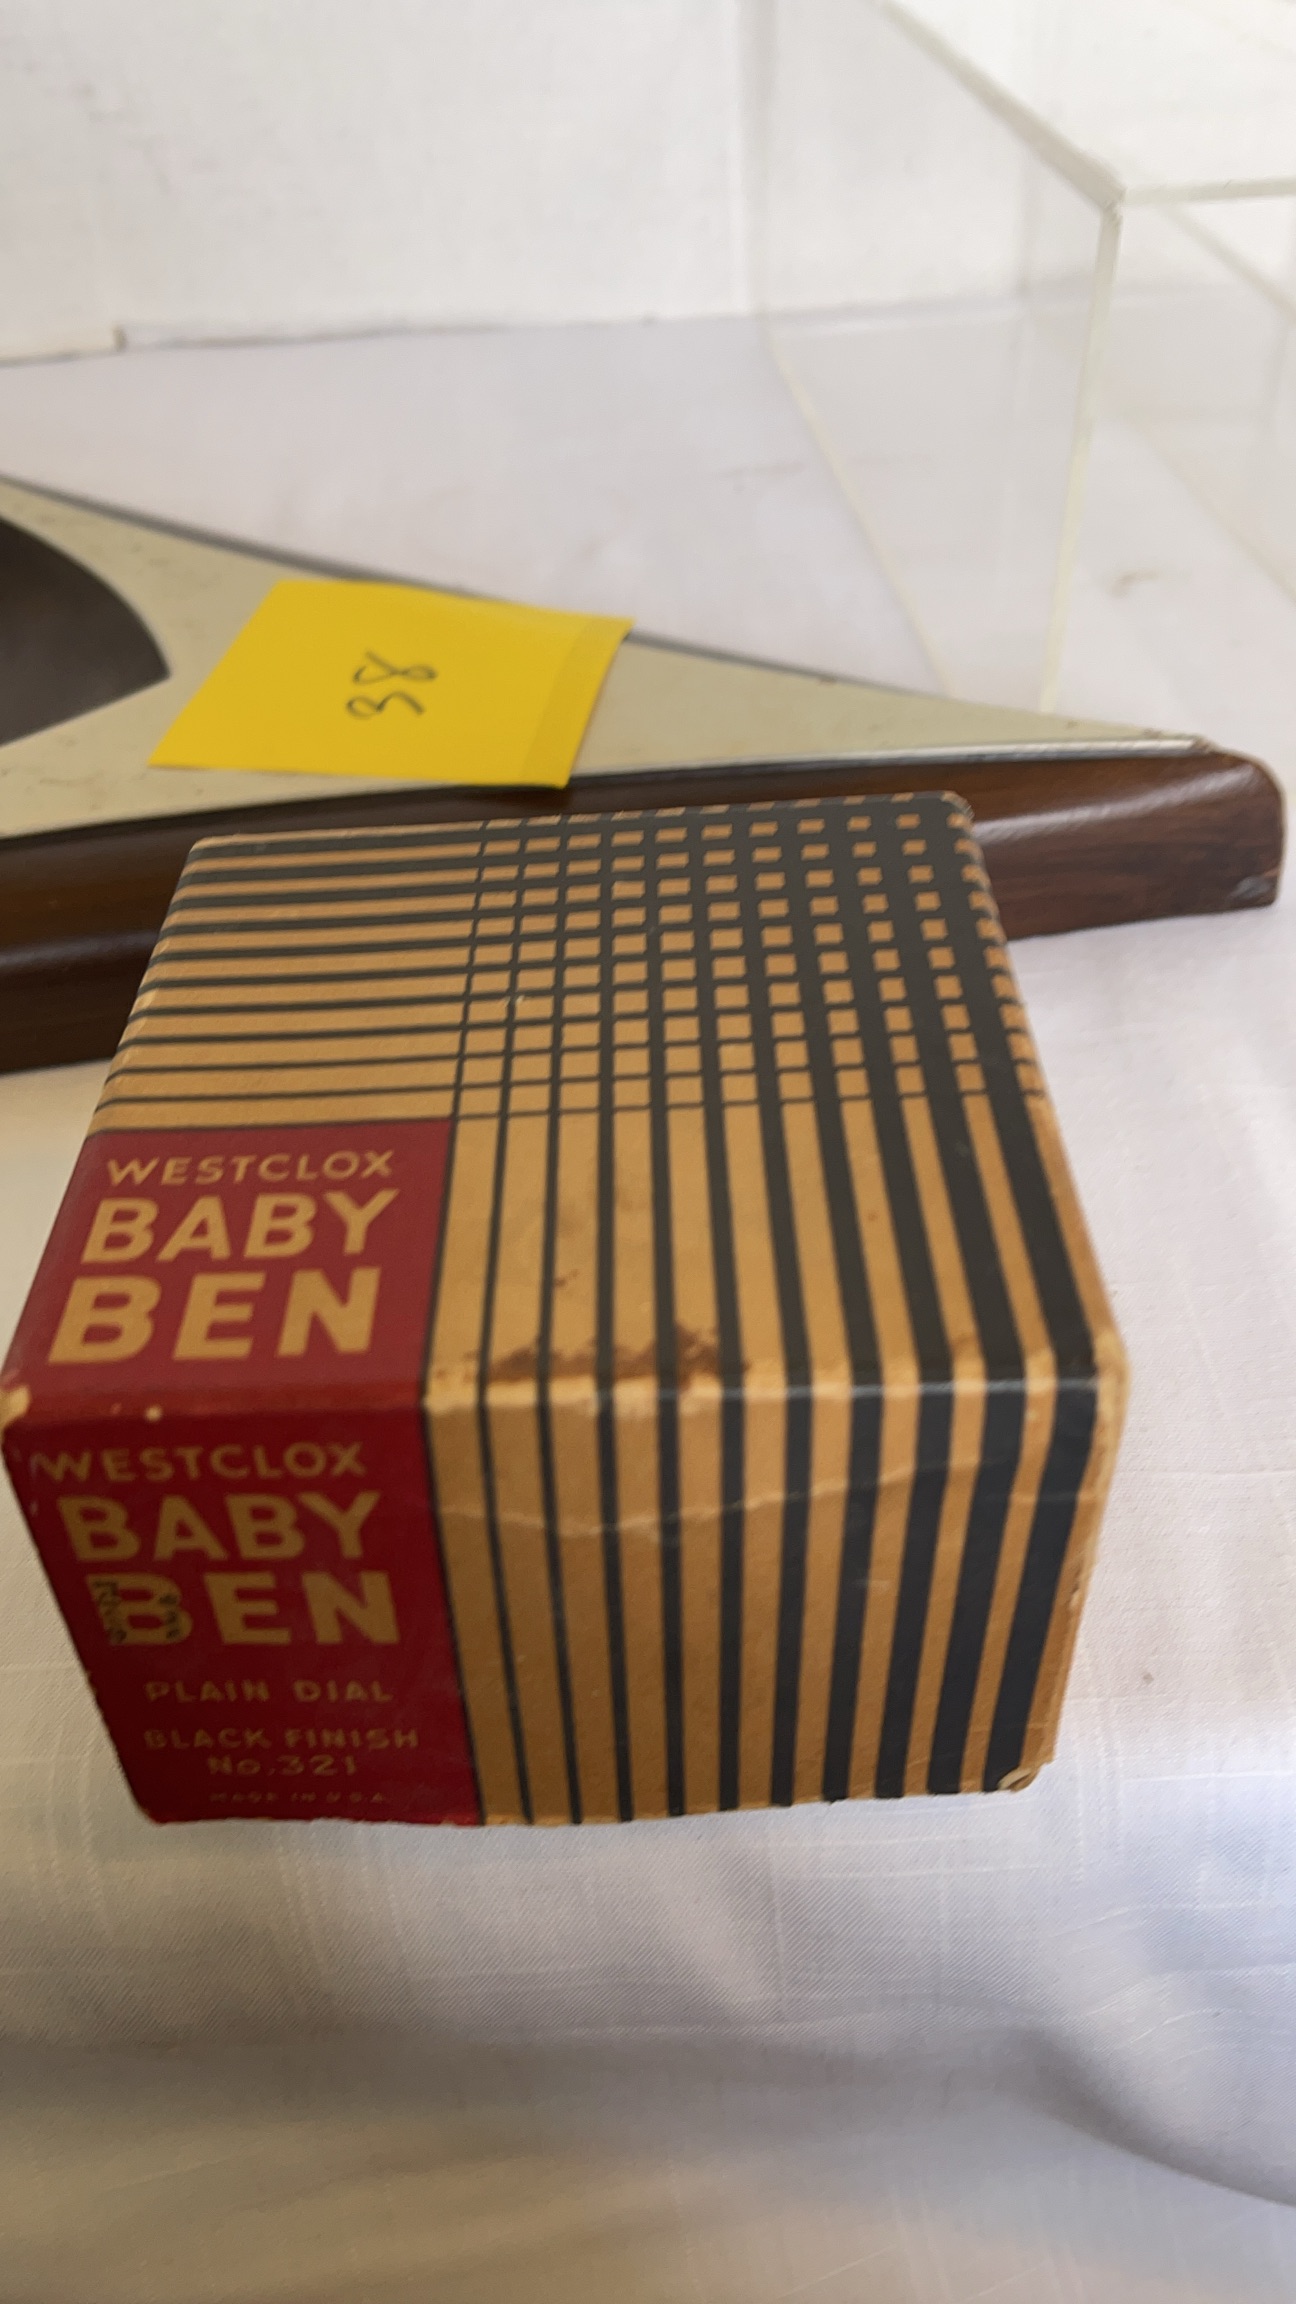 38
WESTCLOX
BABY
BEN
WESTCLOX
BABY
BEN
PLAIN DIAL
BLACK FINISH
No. 321
MADE IN U.S.A.